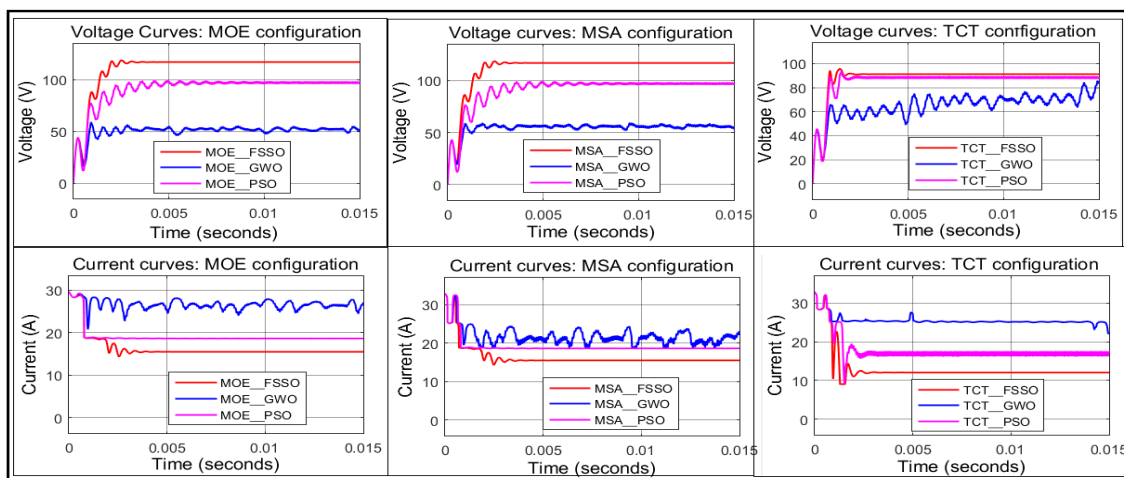 Voltage Curves: MOE configuration
Voltage (V)
100
50
0
MOE__FSSO
MOE__GWO
MOE__PSO
0
0.005
0.01
0.015
Time (seconds)
Voltage curves: MSA configuration
Voltage (V)
100
50
0
MSA__FSSO
MSA__GWO
MSA__PSO
0
0.005
0.01
0.015
Time (seconds)
Voltage curves: TCT configuration
Voltage (V)
100
80
60
40
20
0
TCT__FSSO
TCT__GWO
TCT__PSO
0
0.005
0.01
0.015
Time (seconds)
Current curves: MOE configuration
Current (A)
30
20
10
0
MOE__FSSO
MOE__GWO
MOE__PSO
0
0.005
0.01
0.015
Time (seconds)
Current curves: MSA configuration
Current (A)
30
20
10
0
MSA__FSSO
MSA__GWO
MSA__PSO
0
0.005
0.01
0.015
Time (seconds)
Current curves: TCT configuration
Current (A)
30
20
10
0
TCT__FSSO
TCT__GWO
TCT__PSO
0
0.005
0.01
0.015
Time (seconds)